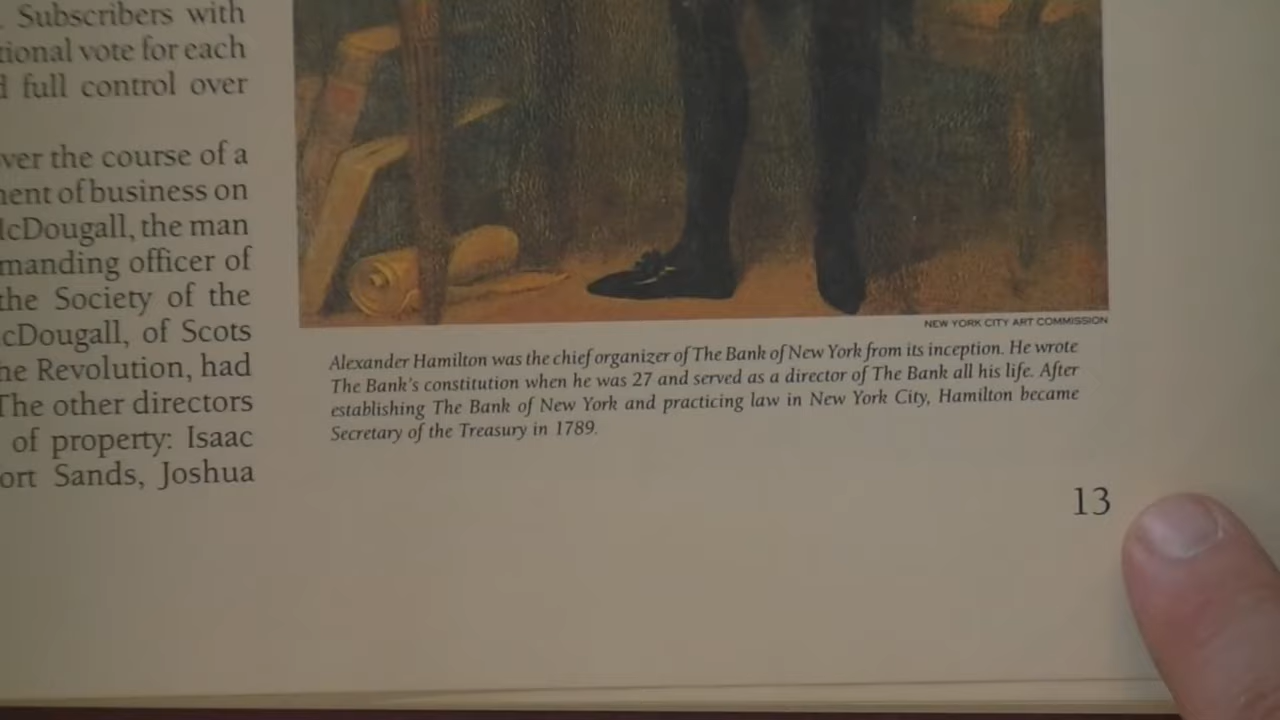 . Subscribers with
tional vote for each
full control over
ver the course of a
ment of business on
McDougall, the man
manding officer of
the Society of the
cDougall, of Scots
he Revolution, had
The other directors
of property: Isaac
ort Sands, Joshua
NEW YORK CITY ART COMMISSION
Alexander Hamilton was the chief organizer of The Bank of New York from its inception. He wrote
The Bank's constitution when he was 27 and served as a director of The Bank all his life. After
establishing The Bank of New York and practicing law in New York City, Hamilton became
Secretary of the Treasury in 1789.
13